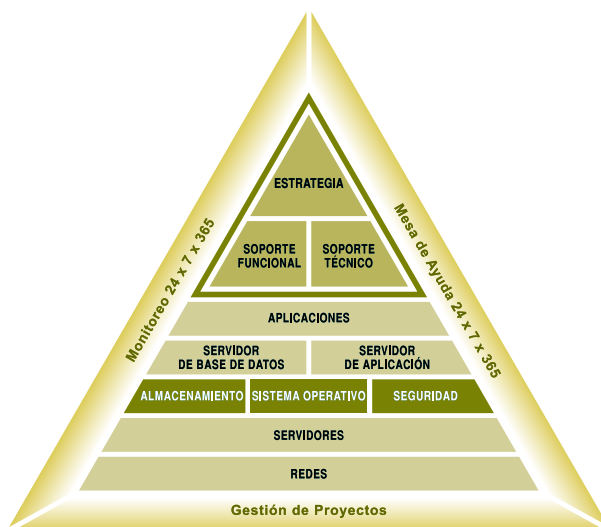 ESTRATEGIA
SOPORTE
FUNCIONAL
SOPORTE
TÉCNICO
APLICACIONES
SERVIDOR
DE BASE DE DATOS
SERVIDOR
DE APLICACIÓN
ALMACENAMIENTO
SISTEMA OPERATIVO
SEGURIDAD
SERVIDORES
REDES
Monitoreo 24 x 7 x 365
Mesa de Ayuda 24 x 7 x 365
Gestión de Proyectos